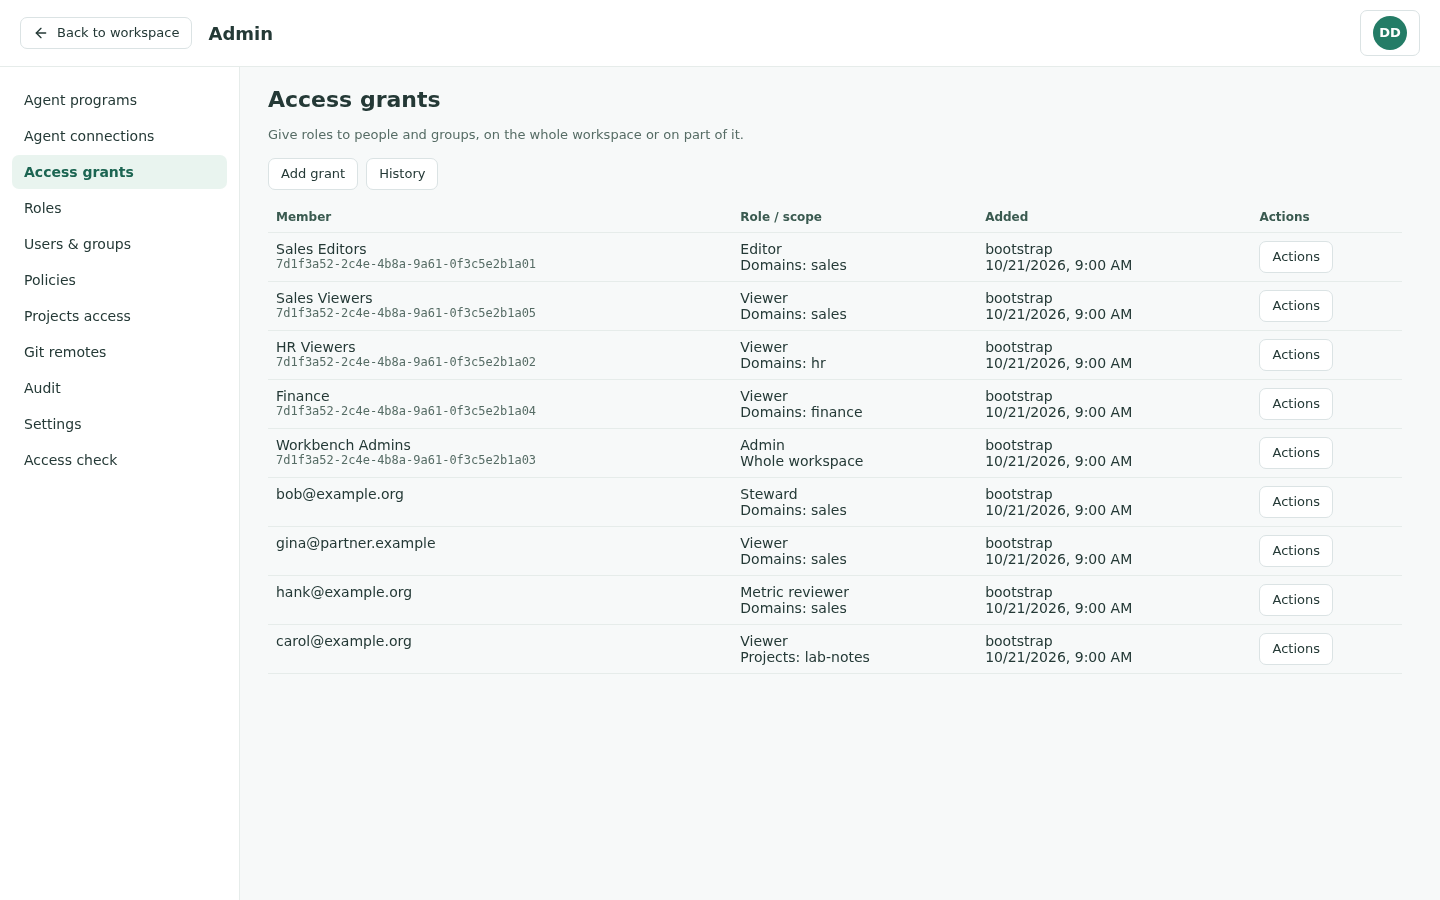 Back to workspace
Admin
DD
Agent programs
Agent connections
Access grants
Roles
Users & groups
Policies
Projects access
Git remotes
Audit
Settings
Access check
Access grants
Give roles to people and groups, on the whole workspace or on part of it.
Add grant
History
Member Role / scope Added Actions
Sales Editors Editor bootstrap Actions
7d1f3a52-2c4e-4b8a-9a61-0f3c5e2b1a01 Domains: sales 10/21/2026, 9:00 AM
Sales Viewers Viewer bootstrap Actions
7d1f3a52-2c4e-4b8a-9a61-0f3c5e2b1a05 Domains: sales 10/21/2026, 9:00 AM
HR Viewers Viewer bootstrap Actions
7d1f3a52-2c4e-4b8a-9a61-0f3c5e2b1a02 Domains: hr 10/21/2026, 9:00 AM
Finance Viewer bootstrap Actions
7d1f3a52-2c4e-4b8a-9a61-0f3c5e2b1a04 Domains: finance 10/21/2026, 9:00 AM
Workbench Admins Admin bootstrap Actions
7d1f3a52-2c4e-4b8a-9a61-0f3c5e2b1a03 Whole workspace 10/21/2026, 9:00 AM
bob@example.org Steward bootstrap Actions
Domains: sales 10/21/2026, 9:00 AM
gina@partner.example Viewer bootstrap Actions
Domains: sales 10/21/2026, 9:00 AM
hank@example.org Metric reviewer bootstrap Actions
Domains: sales 10/21/2026, 9:00 AM
carol@example.org Viewer bootstrap Actions
Projects: lab-notes 10/21/2026, 9:00 AM